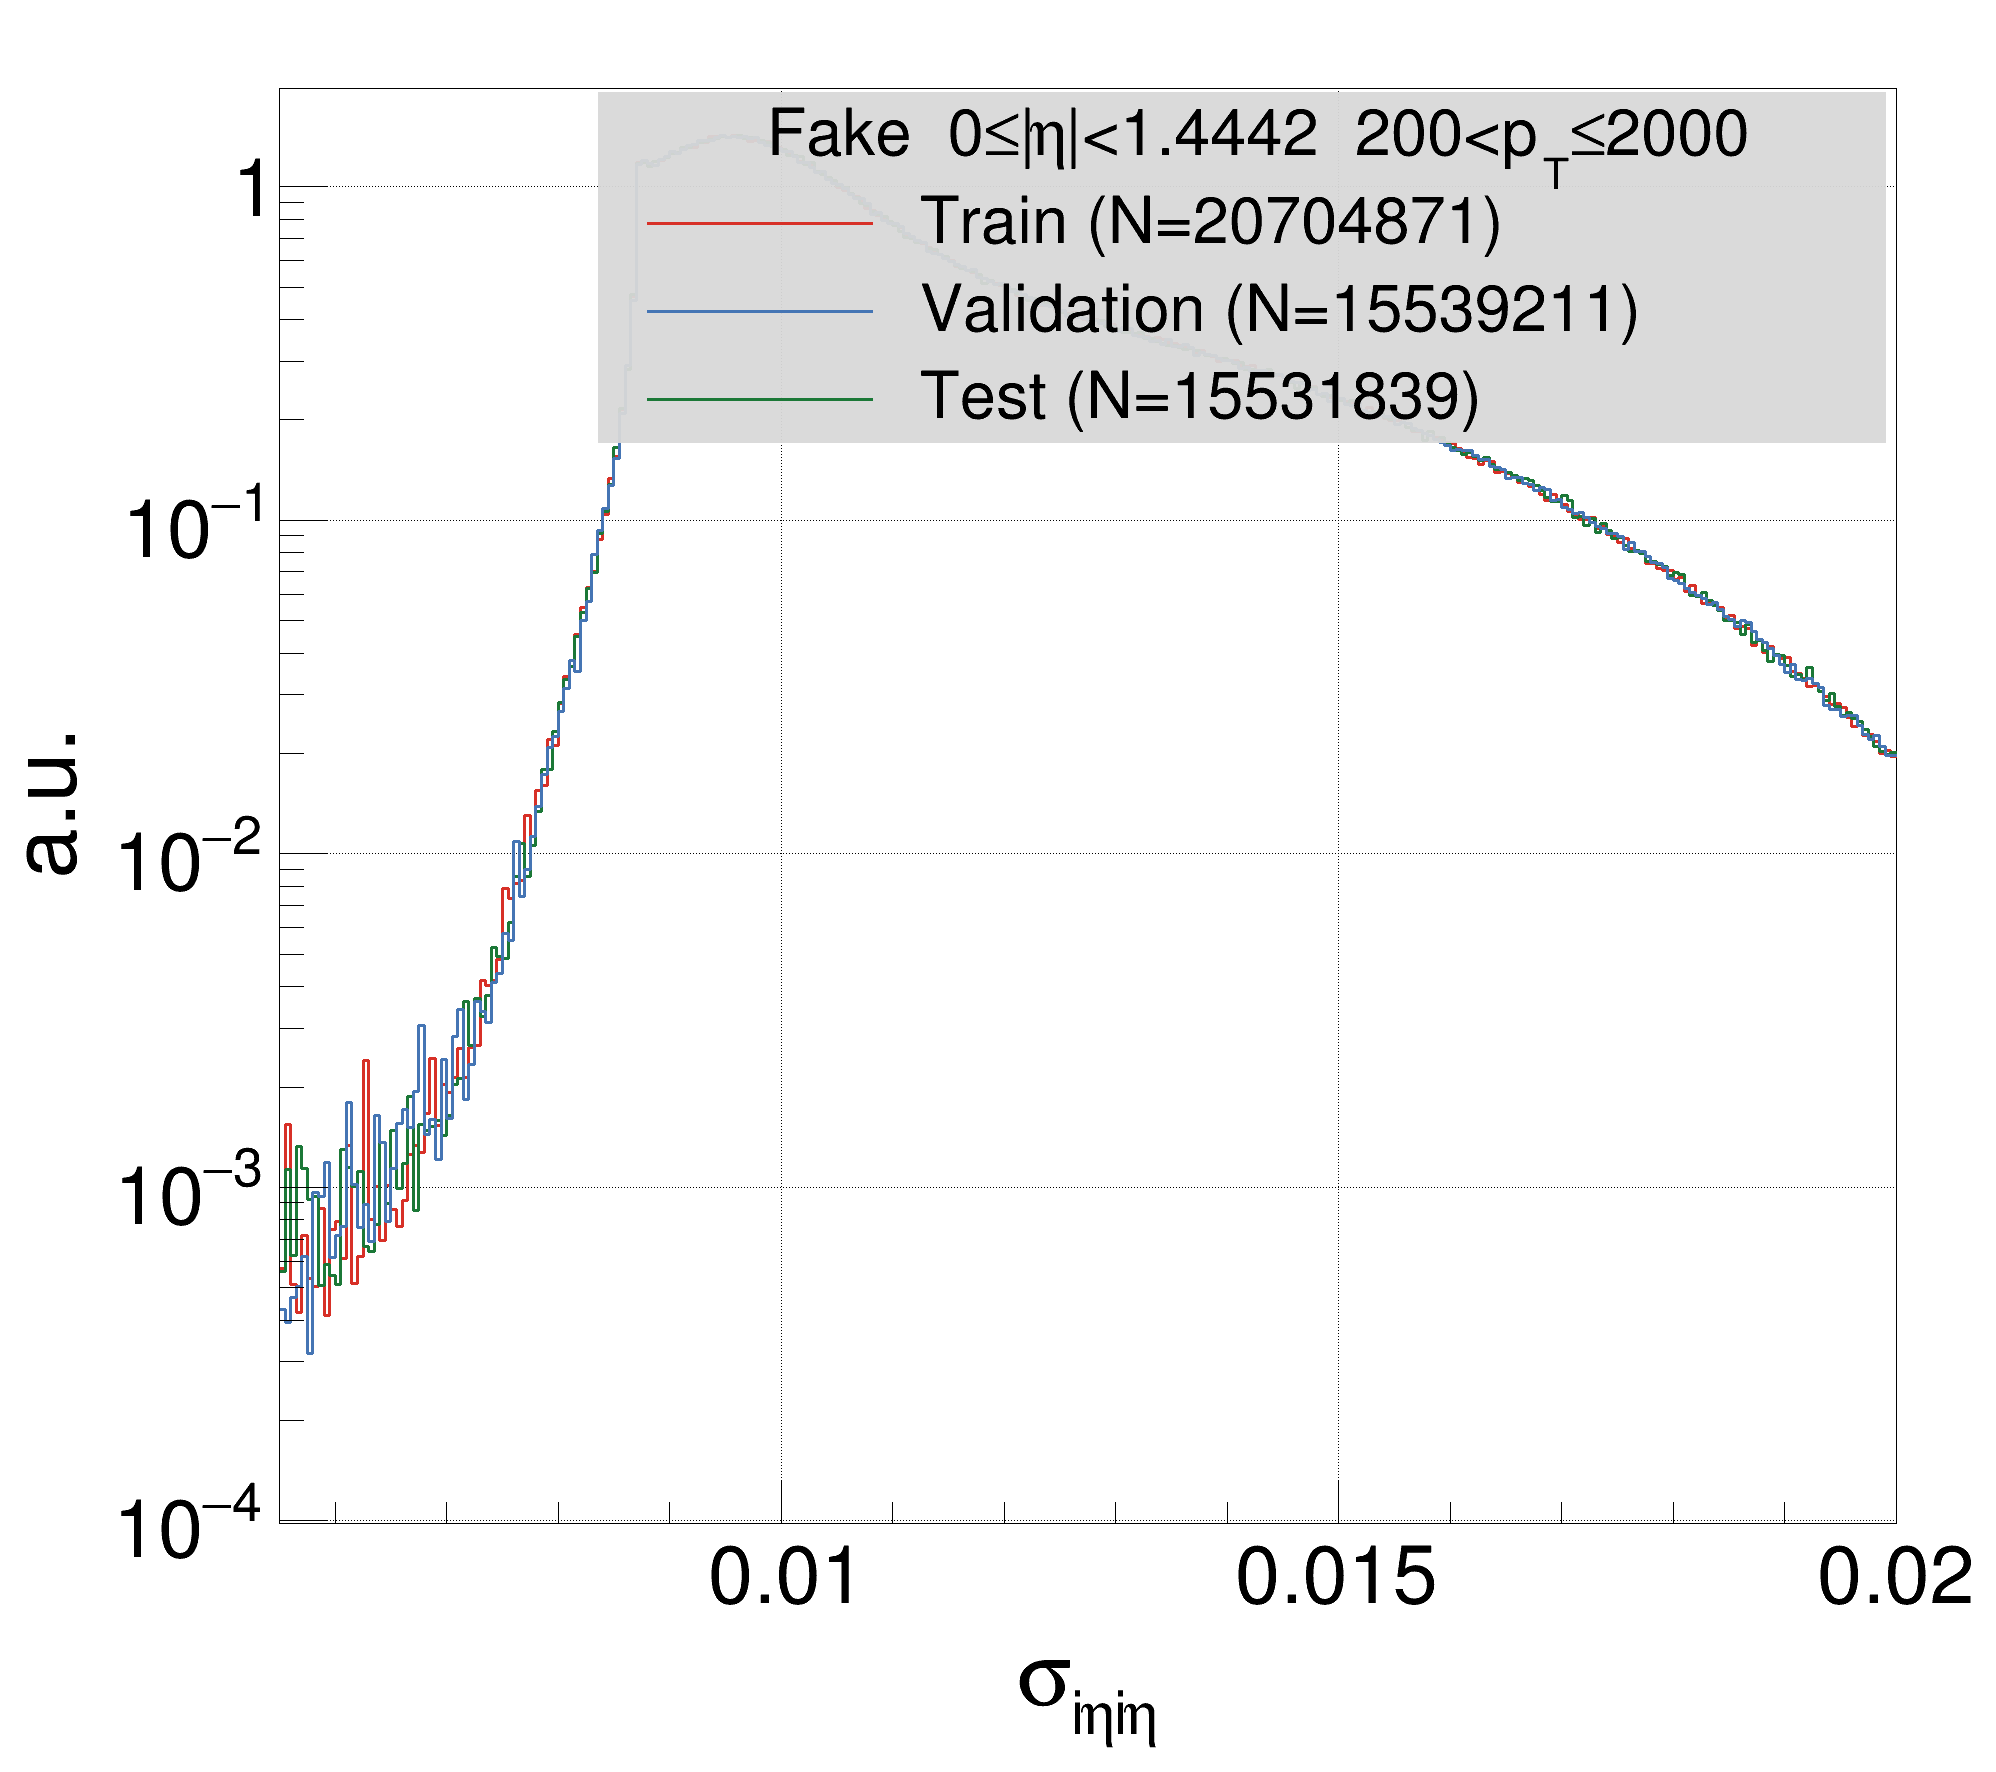 Fake 0≤|η|<1.4442 200<p_T≤2000
Train (N=20704871)
Validation (N=15539211)
Test (N=15531839)
1
10^−1
10^−2
10^−3
10^−4
a.u.
0.01 0.015 0.02
σ_iηiη